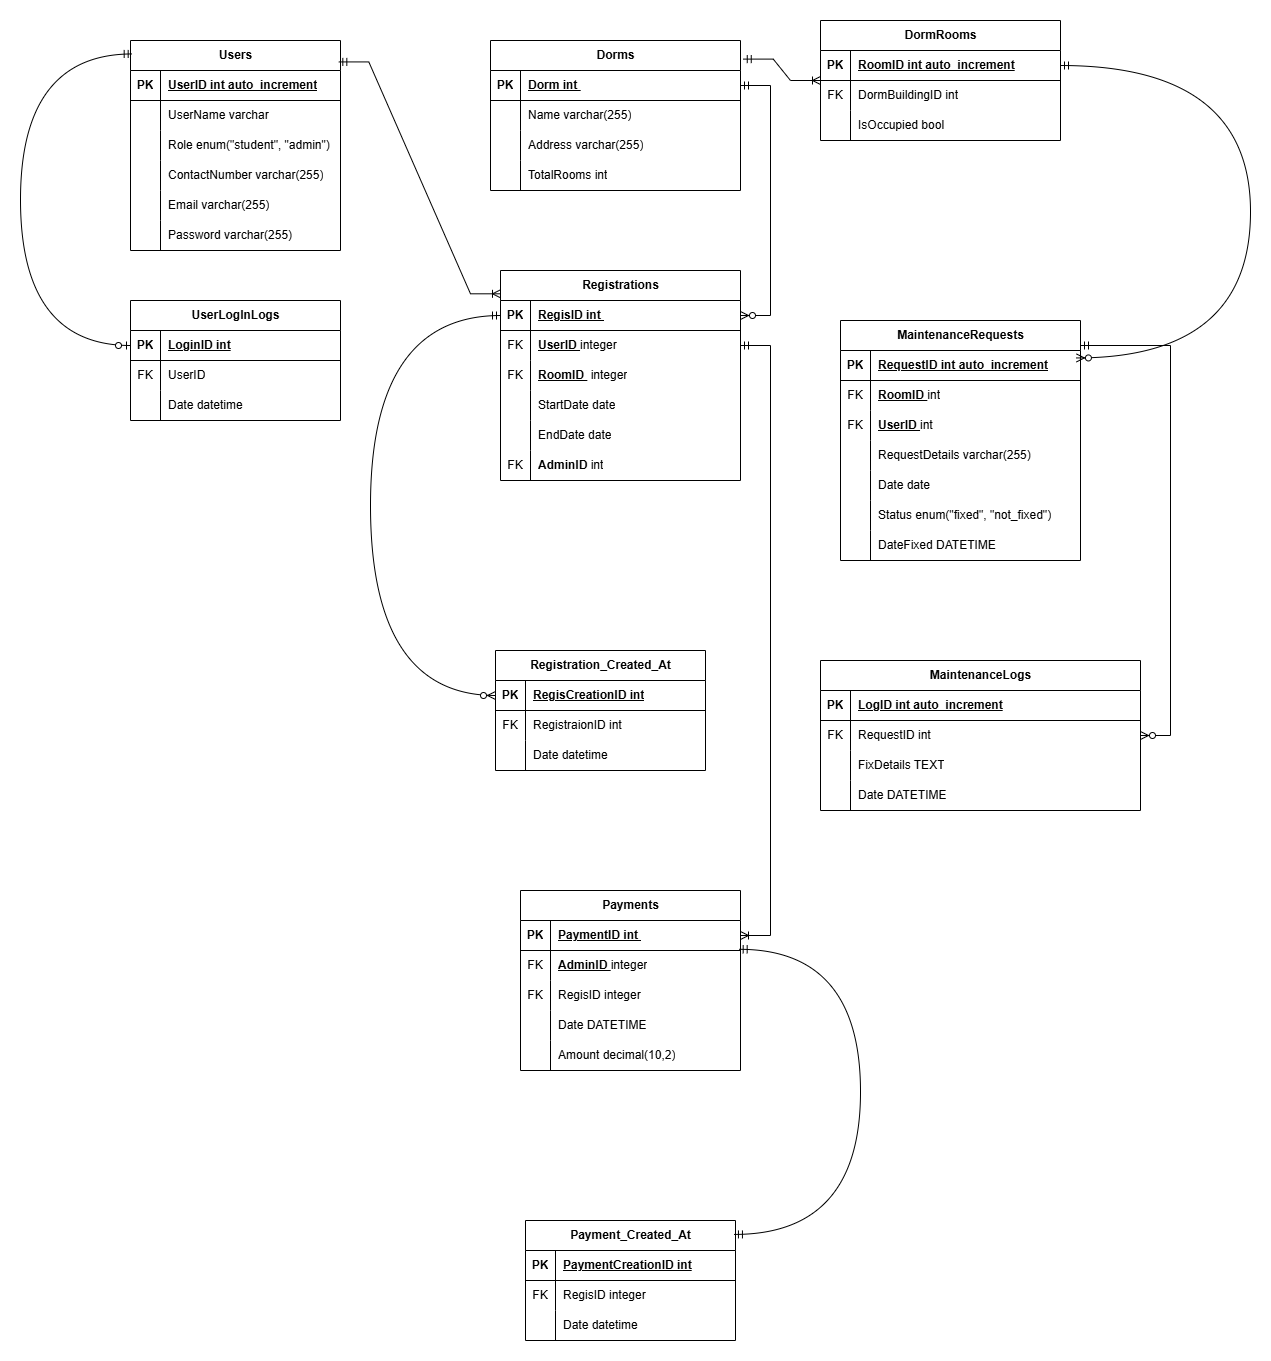 Users
PK UserID int auto_increment
UserName varchar
Role enum("student", "admin")
ContactNumber varchar(255)
Email varchar(255)
Password varchar(255)
UserLogInLogs
PK LoginID int
FK UserID
Date datetime
Dorms
PK Dorm int
Name varchar(255)
Address varchar(255)
TotalRooms int
DormRooms
PK RoomID int auto_increment
FK DormBuildingID int
IsOccupied bool
Registrations
PK RegisID int
FK UserID integer
FK RoomID integer
StartDate date
EndDate date
FK AdminID int
MaintenanceRequests
PK RequestID int auto_increment
FK RoomID int
FK UserID int
RequestDetails varchar(255)
Date date
Status enum("fixed", "not_fixed")
DateFixed DATETIME
Registration_Created_At
PK RegisCreationID int
FK RegistraionID int
Date datetime
MaintenanceLogs
PK LogID int auto_increment
FK RequestID int
FixDetails TEXT
Date DATETIME
Payments
PK PaymentID int
FK AdminID integer
FK RegisID integer
Date DATETIME
Amount decimal(10,2)
Payment_Created_At
PK PaymentCreationID int
FK RegisID integer
Date datetime